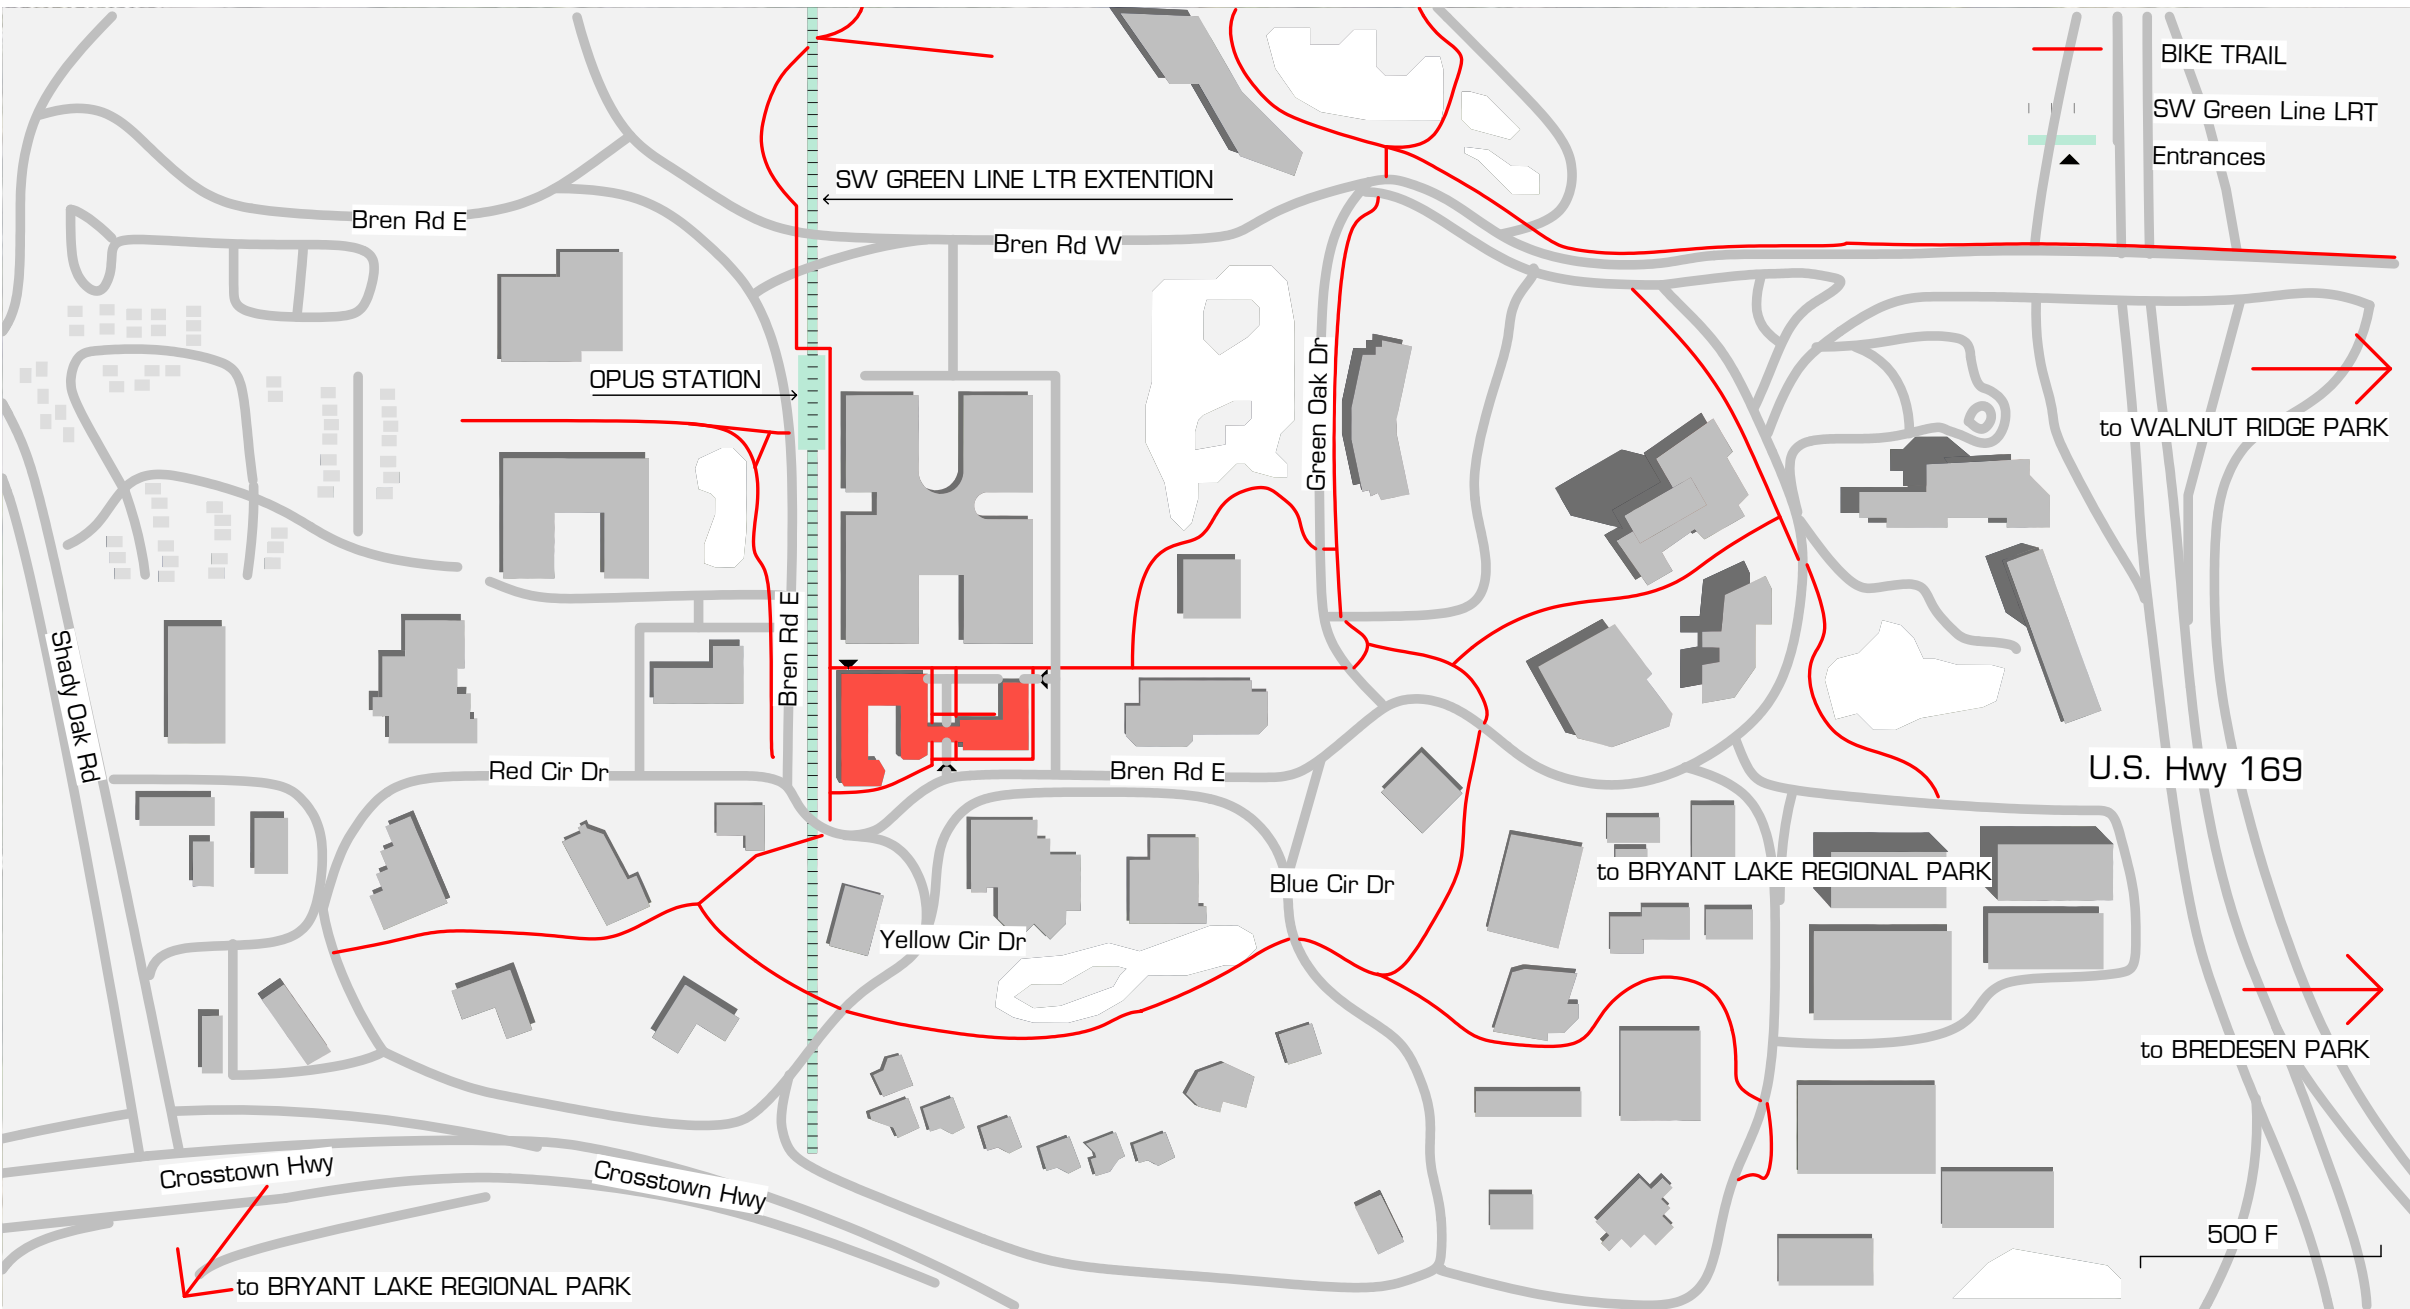 BIKE TRAIL
SW Green Line LRT
Entrances
SW GREEN LINE LTR EXTENTION
Bren Rd E
Bren Rd W
OPUS STATION
Green Oak Dr
to WALNUT RIDGE PARK
Bren Rd E
Shady Oak Rd
Red Cir Dr
Bren Rd E
U.S. Hwy 169
to BRYANT LAKE REGIONAL PARK
Blue Cir Dr
Yellow Cir Dr
to BREDESEN PARK
Crosstown Hwy
Crosstown Hwy
500 F
to BRYANT LAKE REGIONAL PARK